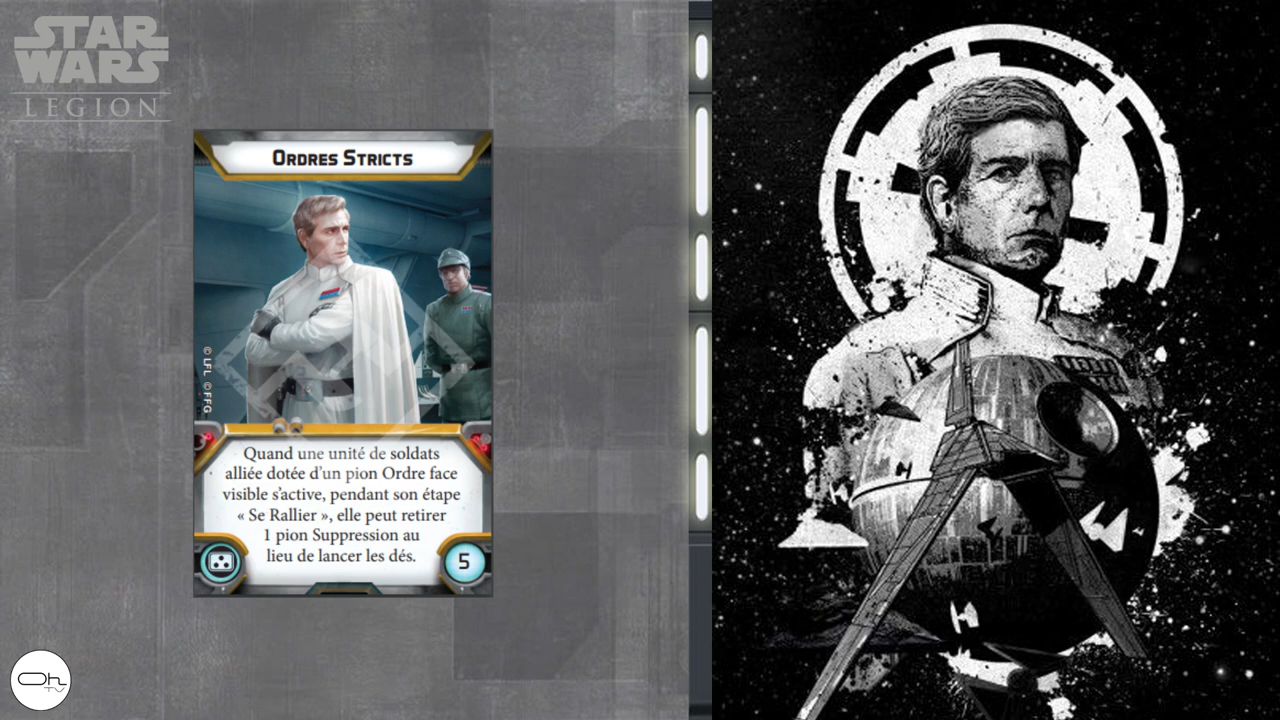 STAR
WARS
LEGION
Ordres Stricts
© LFL ©FFG
Quand une unité de soldats
alliée dotée d'un pion Ordre face
visible s'active, pendant son étape
« Se Rallier », elle peut retirer
1 pion Suppression au
lieu de lancer les dés.
5
Oh
TV